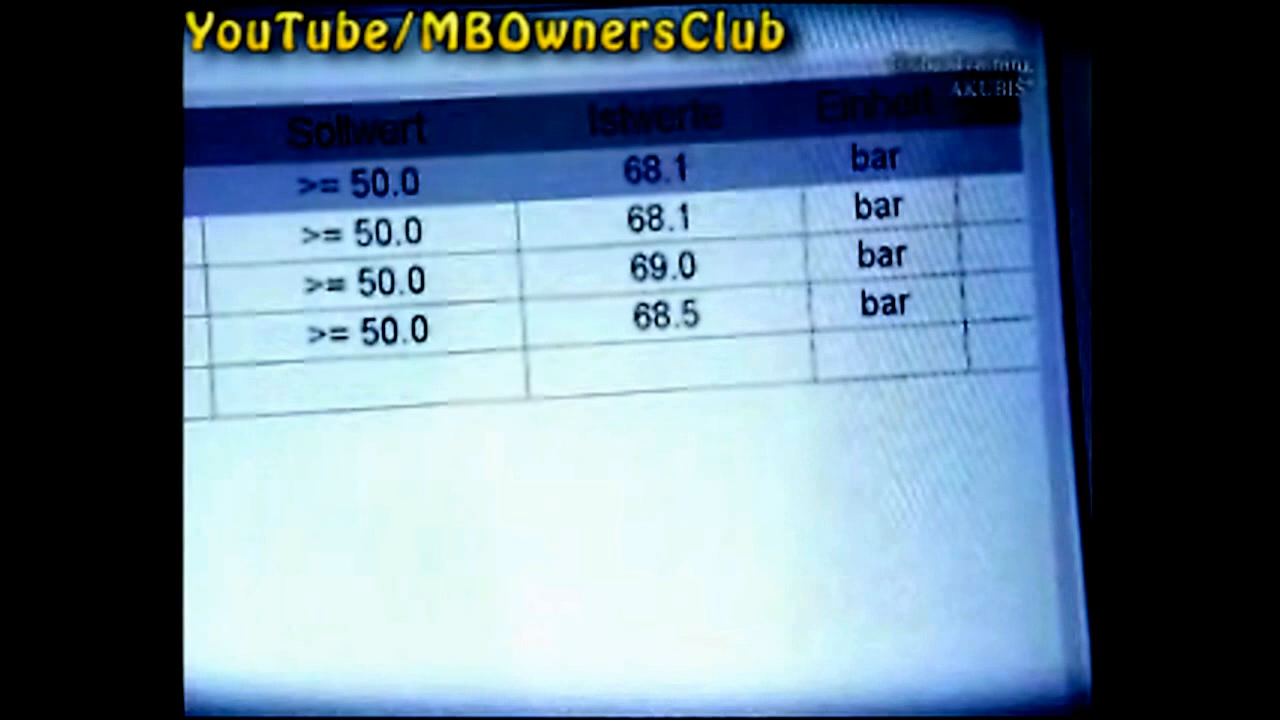 YouTube/MBOwnersClub
AKUBIS
Sollwert Istwerte Einheit
>= 50.0 68.1 bar
>= 50.0 68.1 bar
>= 50.0 69.0 bar
>= 50.0 68.5 bar